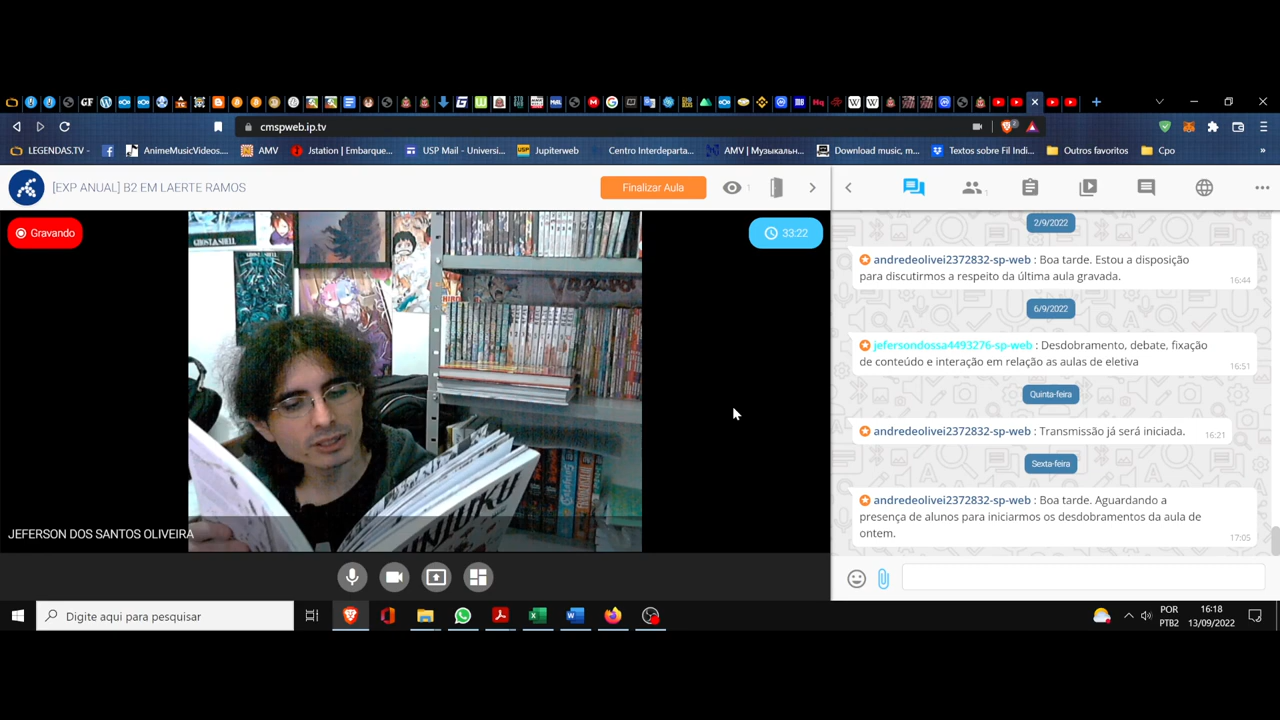 cmspweb.ip.tv
LEGENDAS.TV -
AnimeMusicVideos...
AMV
Jstation | Embarque...
USP Mail - Universi...
Jupiterweb
Centro Interdeparta...
AMV | Музыкальн...
Download music, m...
Textos sobre Fil Indi...
Outros favoritos
Cpo
[EXP ANUAL] B2 EM LAERTE RAMOS
Finalizar Aula
1
Gravando
33:22
GHOST IN THE SHELL
JEFERSON DOS SANTOS OLIVEIRA
1
2/9/2022
andredeolivei2372832-sp-web : Boa tarde. Estou a disposição
para discutirmos a respeito da última aula gravada.
16:44
6/9/2022
jefersondossa4493276-sp-web : Desdobramento, debate, fixação
de conteúdo e interação em relação as aulas de eletiva
16:51
Quinta-feira
andredeolivei2372832-sp-web : Transmissão já será iniciada.
16:21
Sexta-feira
andredeolivei2372832-sp-web : Boa tarde. Aguardando a
presença de alunos para iniciarmos os desdobramentos da aula de
ontem.
17:05
Digite aqui para pesquisar
POR
PTB2
16:18
13/09/2022